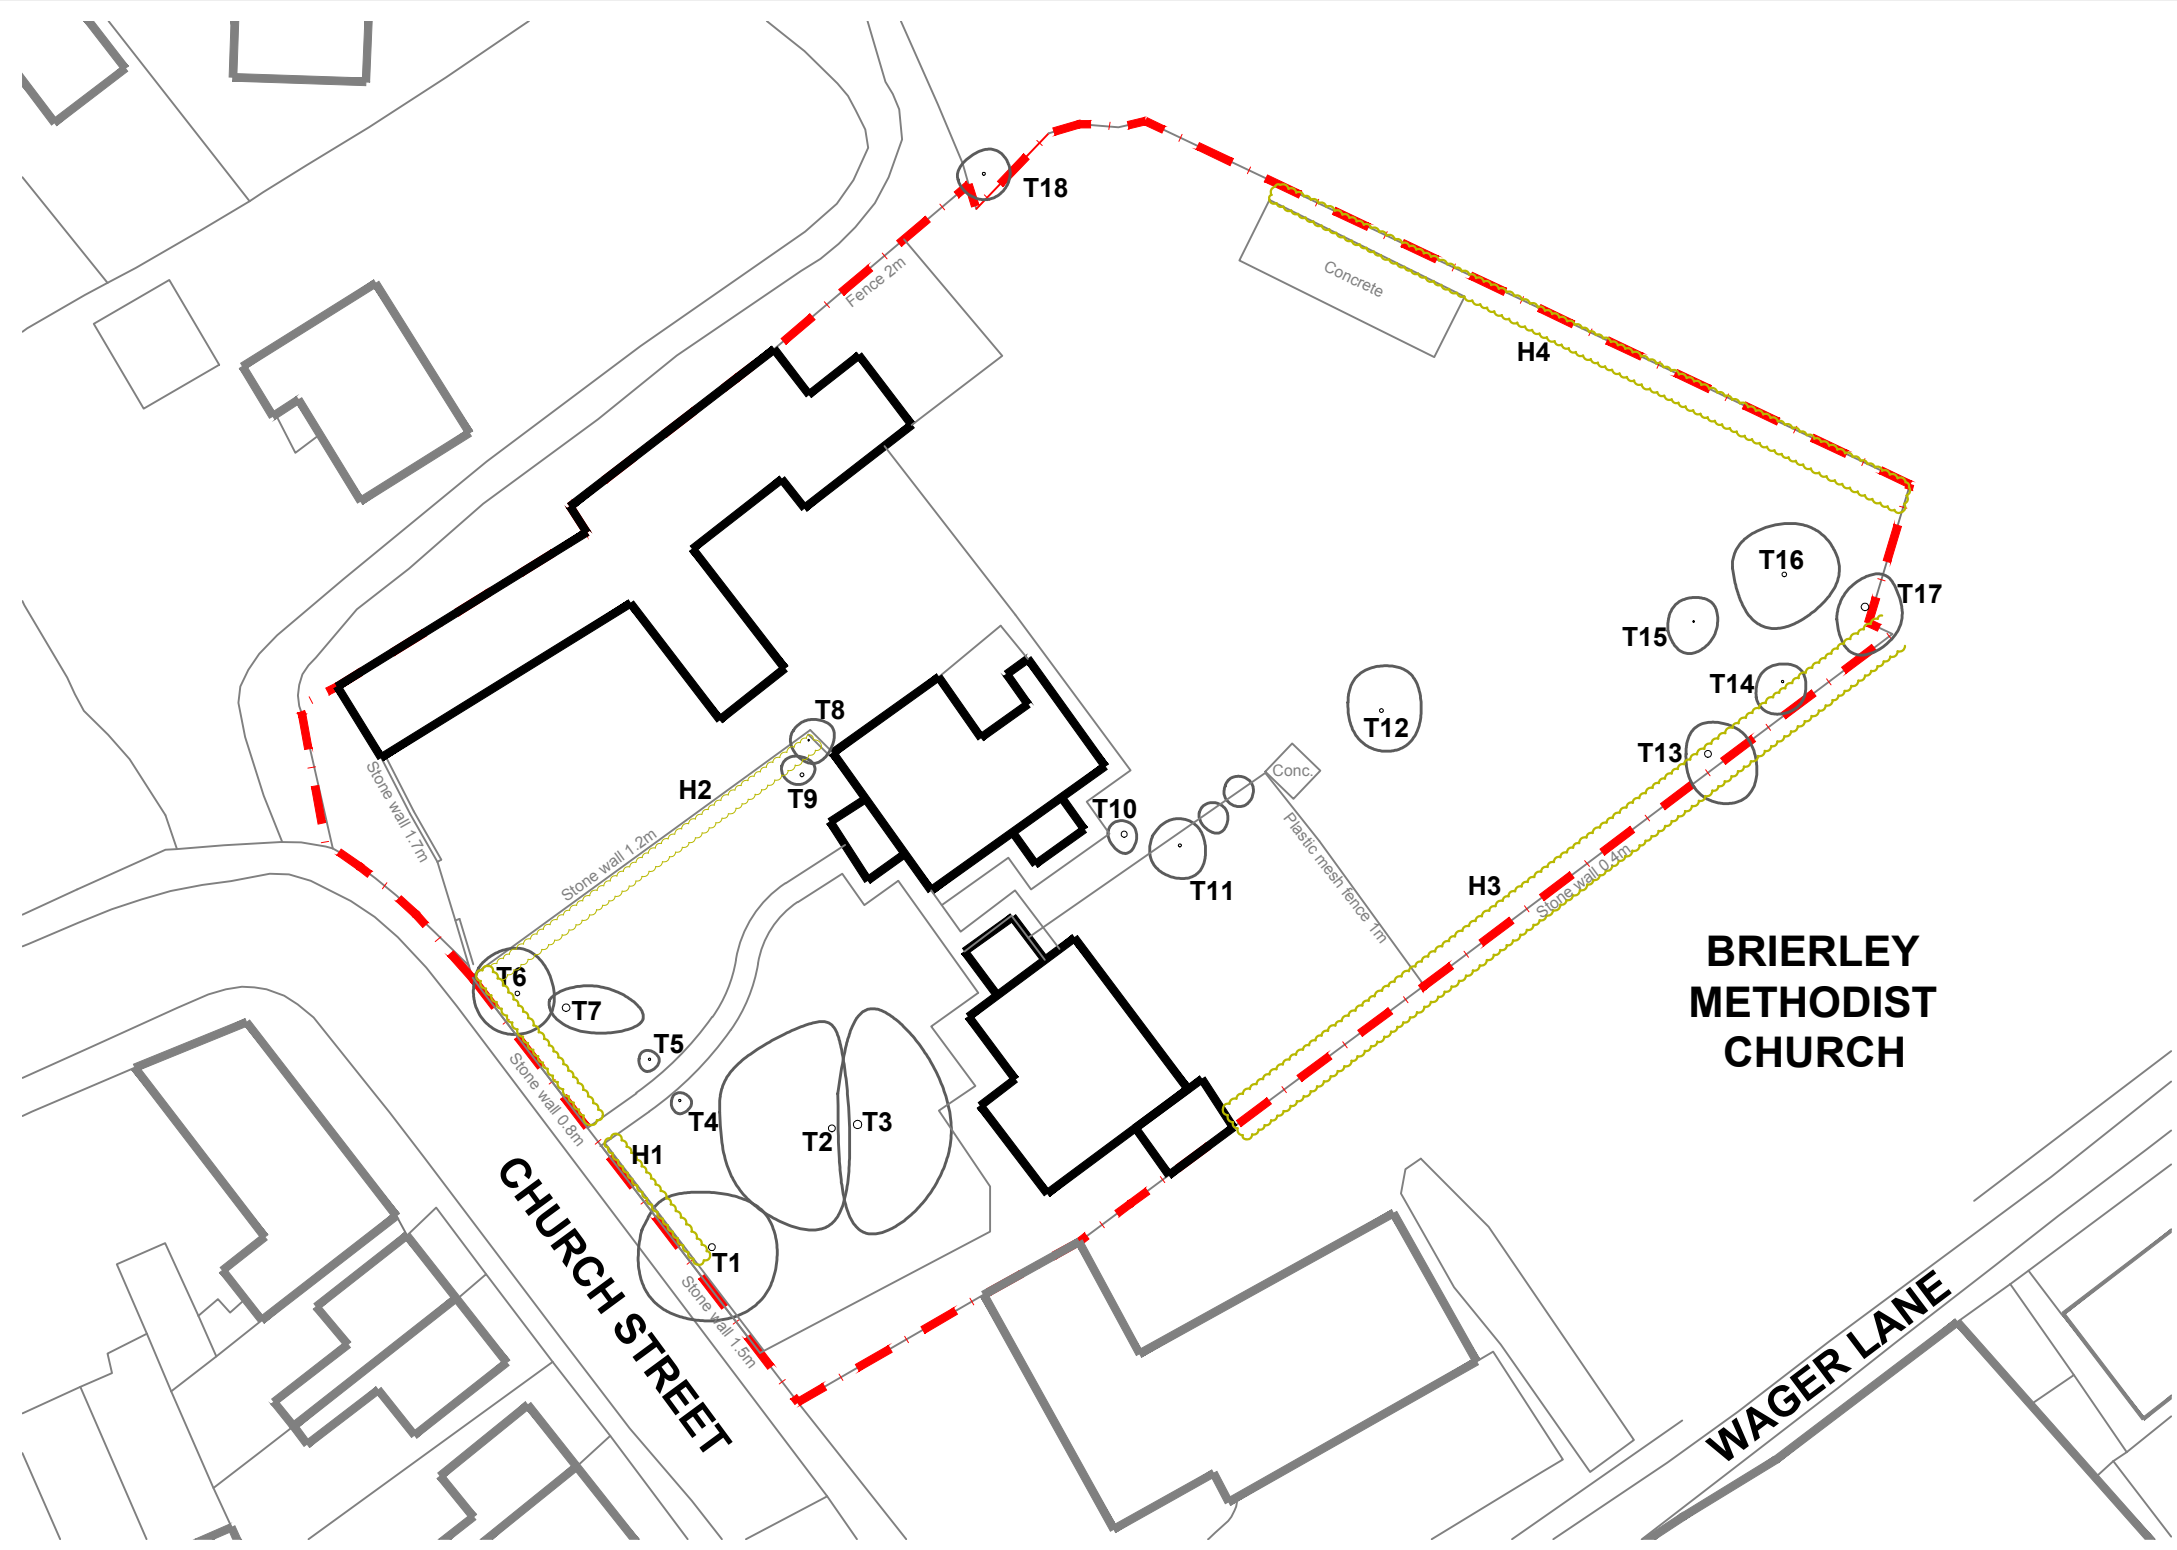 T18
Fence 2m
Concrete
H4
T16
T17
T15
T14
T8
T12
T13
Stone wall 1.7m
H2
T9
Conc.
T10
Stone wall 1.2m
Plastic mesh fence 1m
T11
H3
Stone wall 0.4m
BRIERLEY
METHODIST
CHURCH
T6
T7
T5
Stone wall 0.8m
T4
T2
T3
H1
T1
Stone wall 1.5m
CHURCH STREET
WAGER LANE